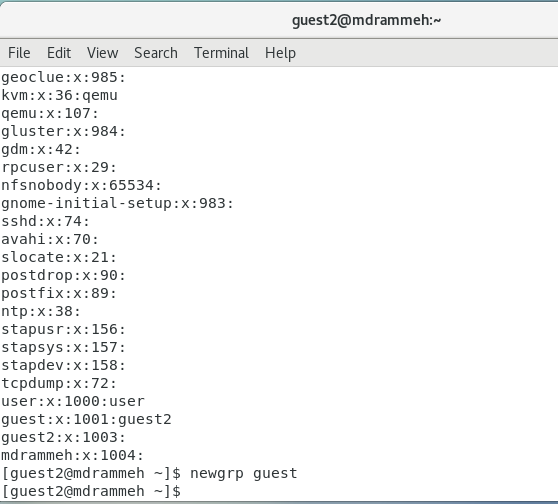 guest2@mdrammeh:~
File Edit View Search Terminal Help
geoclue:x:985:
kvm:x:36:qemu
qemu:x:107:
gluster:x:984:
gdm:x:42:
rpcuser:x:29:
nfsnobody:x:65534:
gnome-initial-setup:x:983:
sshd:x:74:
avahi:x:70:
slocate:x:21:
postdrop:x:90:
postfix:x:89:
ntp:x:38:
stapusr:x:156:
stapsys:x:157:
stapdev:x:158:
tcpdump:x:72:
user:x:1000:user
guest:x:1001:guest2
guest2:x:1003:
mdrammeh:x:1004:
[guest2@mdrammeh ~]$ newgrp guest
[guest2@mdrammeh ~]$